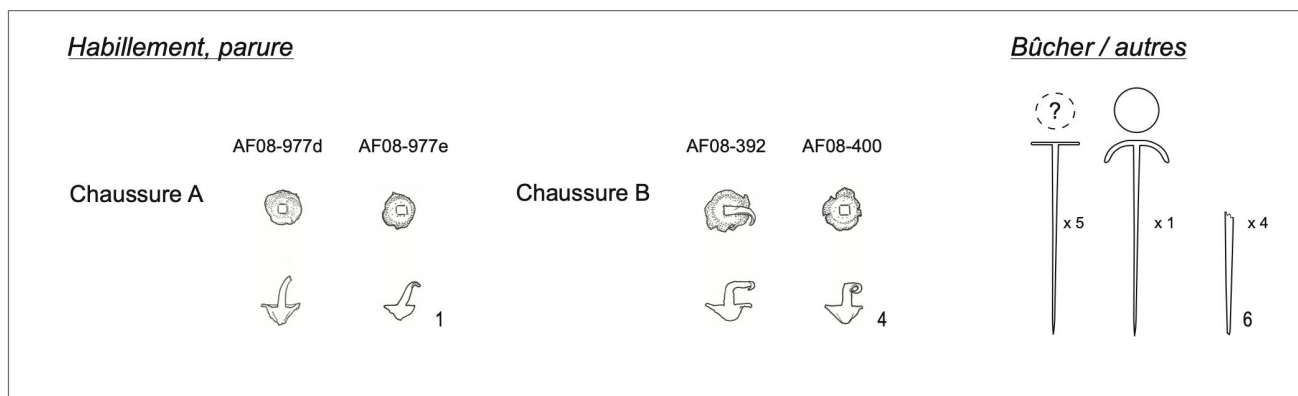 Habillement, parure
Bûcher / autres
?
AF08-977d AF08-977e
AF08-392 AF08-400
Chaussure A
Chaussure B
x 5
x 1
x 4
1
4
6